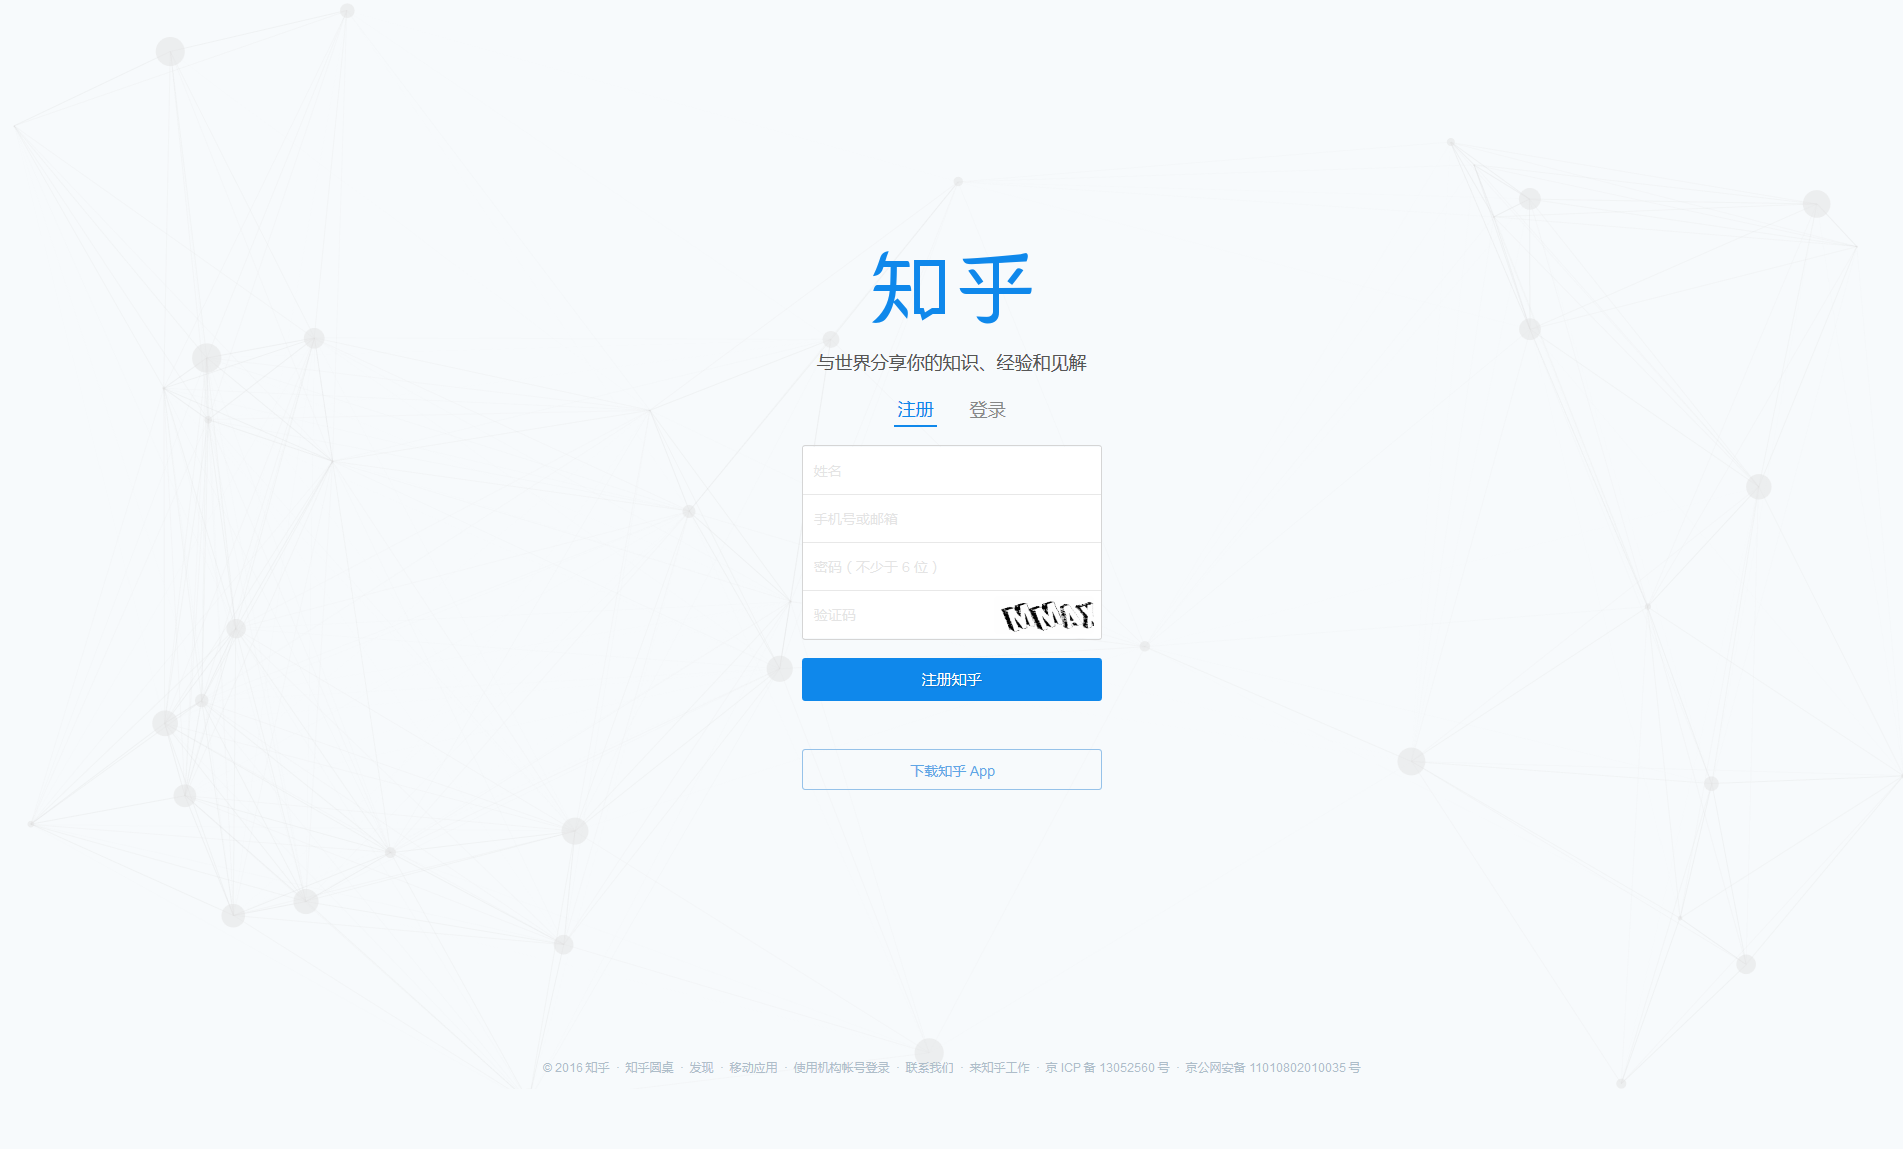 知乎
与世界分享你的知识、经验和见解
注册 登录
姓名
手机号或邮箱
密码（不少于 6 位）
验证码
注册知乎
下载知乎 App
© 2016 知乎 · 知乎圆桌 · 发现 · 移动应用 · 使用机构帐号登录 · 联系我们 · 来知乎工作 · 京 ICP 备 13052560 号 · 京公网安备 11010802010035 号